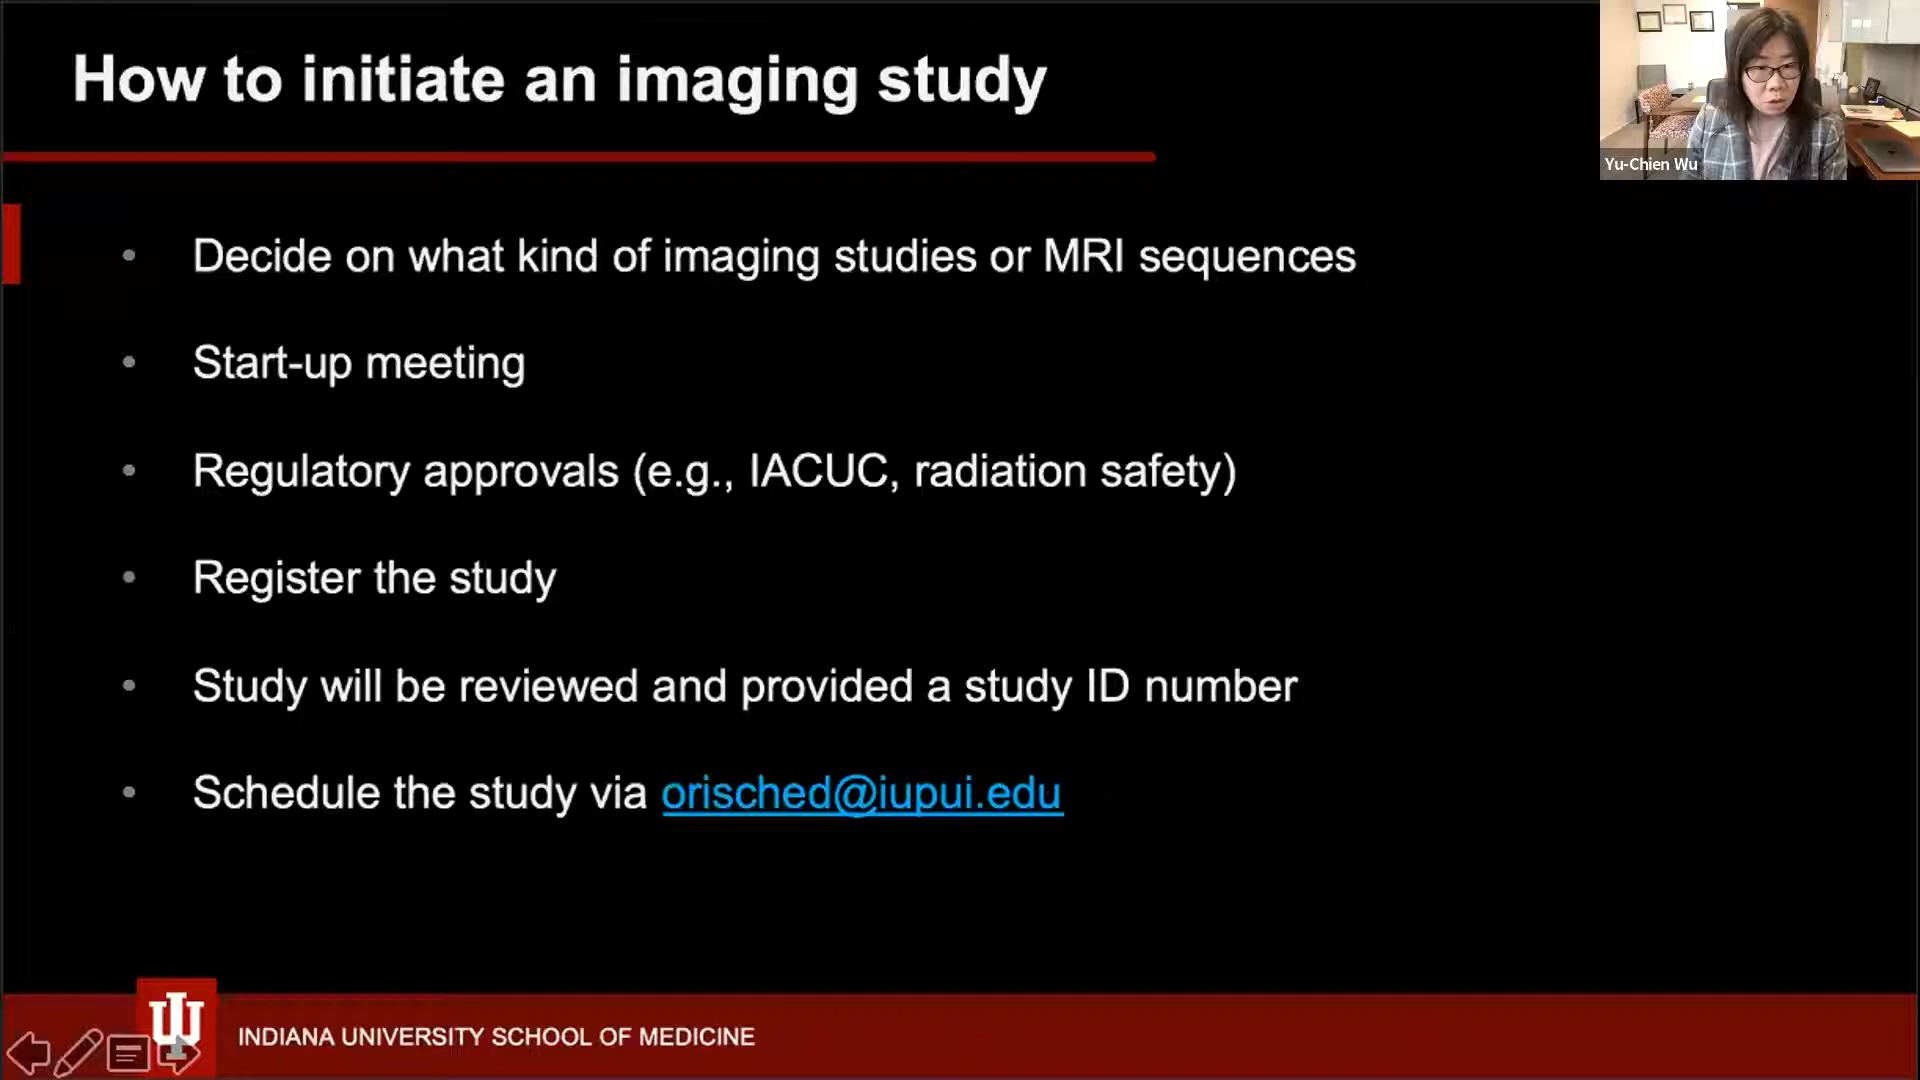 How to initiate an imaging study
Yu-Chien Wu
• Decide on what kind of imaging studies or MRI sequences
• Start-up meeting
• Regulatory approvals (e.g., IACUC, radiation safety)
• Register the study
• Study will be reviewed and provided a study ID number
• Schedule the study via orisched@iupui.edu
INDIANA UNIVERSITY SCHOOL OF MEDICINE